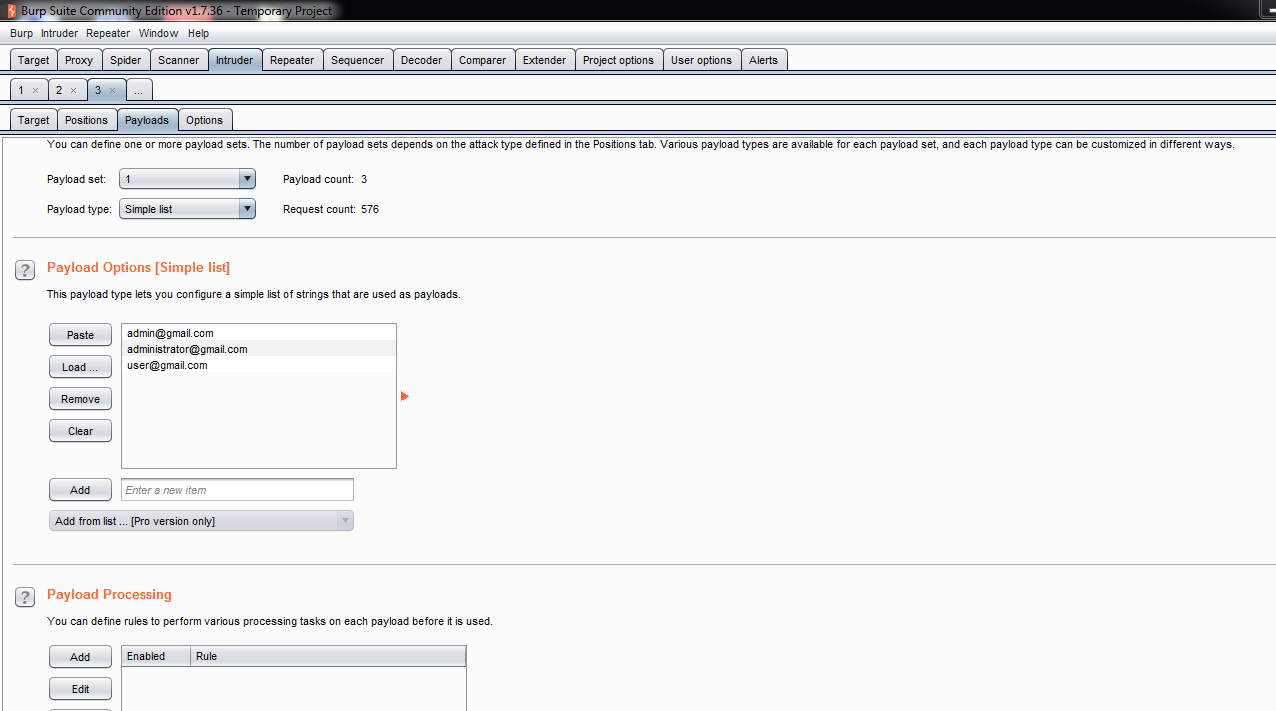 Burp Suite Community Edition v1.7.36 - Temporary Project
Burp Intruder Repeater Window Help
Target Proxy Spider Scanner Intruder Repeater Sequencer Decoder Comparer Extender Project options User options Alerts
1 × 2 × 3 × ...
Target Positions Payloads Options
You can define one or more payload sets. The number of payload sets depends on the attack type defined in the Positions tab. Various payload types are available for each payload set, and each payload type can be customized in different ways.
Payload set: 1 Payload count: 3
Payload type: Simple list Request count: 576
? Payload Options [Simple list]
This payload type lets you configure a simple list of strings that are used as payloads.
Paste admin@gmail.com
administrator@gmail.com
Load ... user@gmail.com
Remove
Clear
Add Enter a new item
Add from list ... [Pro version only]
? Payload Processing
You can define rules to perform various processing tasks on each payload before it is used.
Add Enabled Rule
Edit